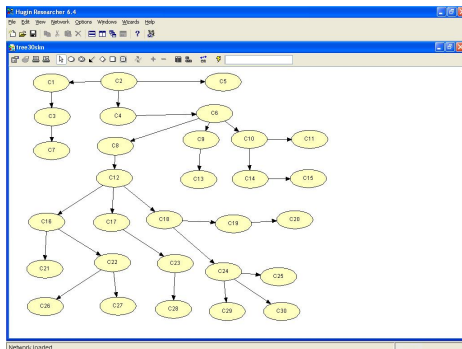 Hugin Researcher 6.4
File Edit View Network Options Windows Wizards Help
tree30skn
C1 C2 C5
C3 C4 C6
C7 C8 C9 C10 C11
C12 C13 C14 C15
C16 C17 C18 C19 C20
C21 C22 C23 C24 C25
C26 C27 C28 C29 C30
Network loaded